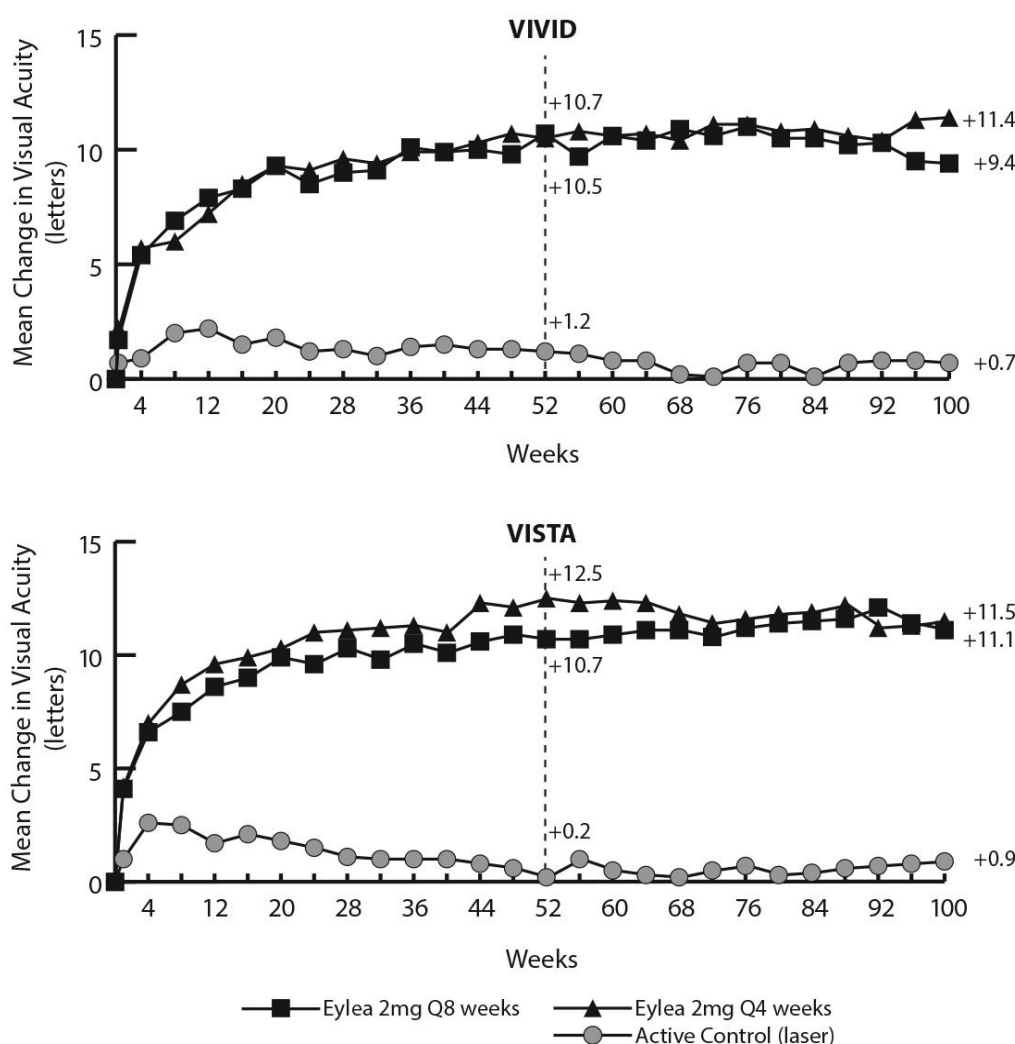 VIVID
15
10
5
0
Mean Change in Visual Acuity
(letters)
+10.7
+10.5
+1.2
+11.4
+9.4
+0.7
4 12 20 28 36 44 52 60 68 76 84 92 100
Weeks
VISTA
15
10
5
0
Mean Change in Visual Acuity
(letters)
+12.5
+10.7
+0.2
+11.5
+11.1
+0.9
4 12 20 28 36 44 52 60 68 76 84 92 100
Weeks
Eylea 2mg Q8 weeks
Eylea 2mg Q4 weeks
Active Control (laser)